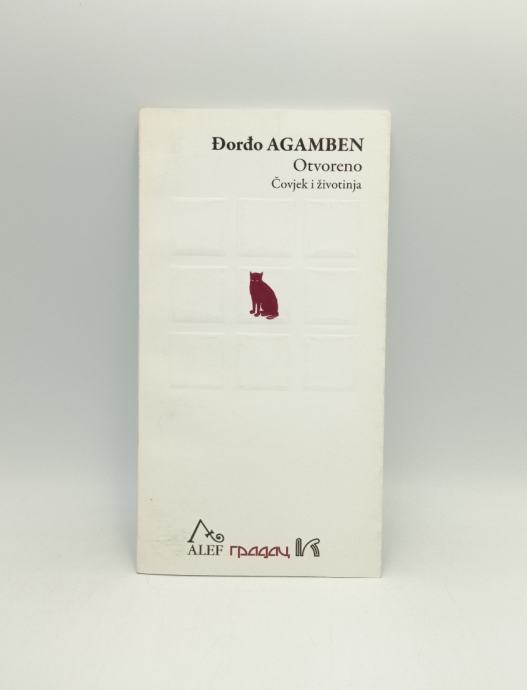 Đorđo AGAMBEN
Otvoreno
Čovjek i životinja
ALEF градац K